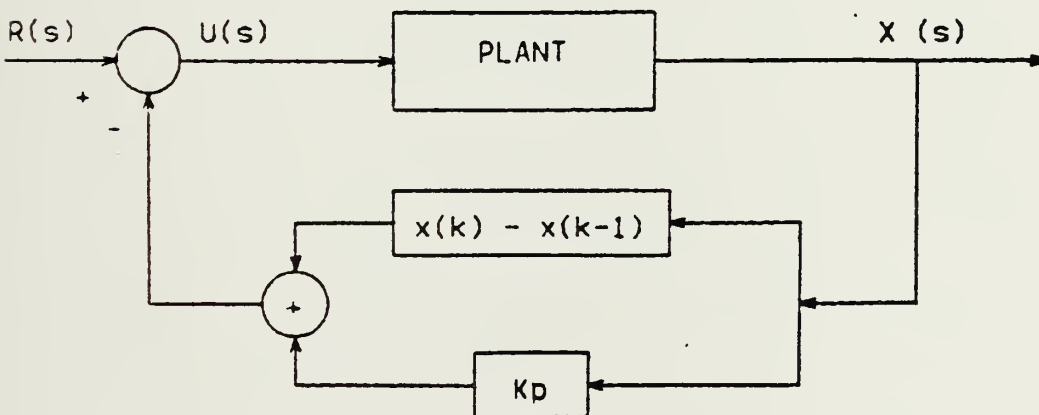 R(s)
U(s)
PLANT
X (s)
+
-
x(k) - x(k-1)
+
Kp